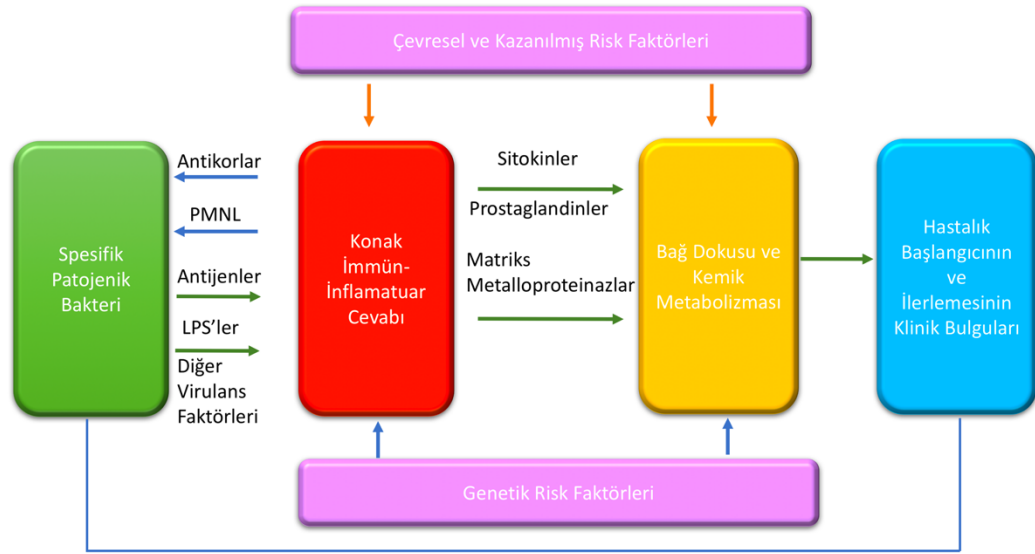 Çevresel ve Kazanılmış Risk Faktörleri
Spesifik
Patojenik
Bakteri
Antikorlar
PMNL
Antijenler
LPS’ler
Diğer
Virulans
Faktörleri
Konak
İmmün-
İnflamatuar
Cevabı
Sitokinler
Prostaglandinler
Matriks
Metalloproteinazlar
Bağ Dokusu ve
Kemik
Metabolizması
Hastalık
Başlangıcının
ve
İlerlemesinin
Klinik Bulguları
Genetik Risk Faktörleri